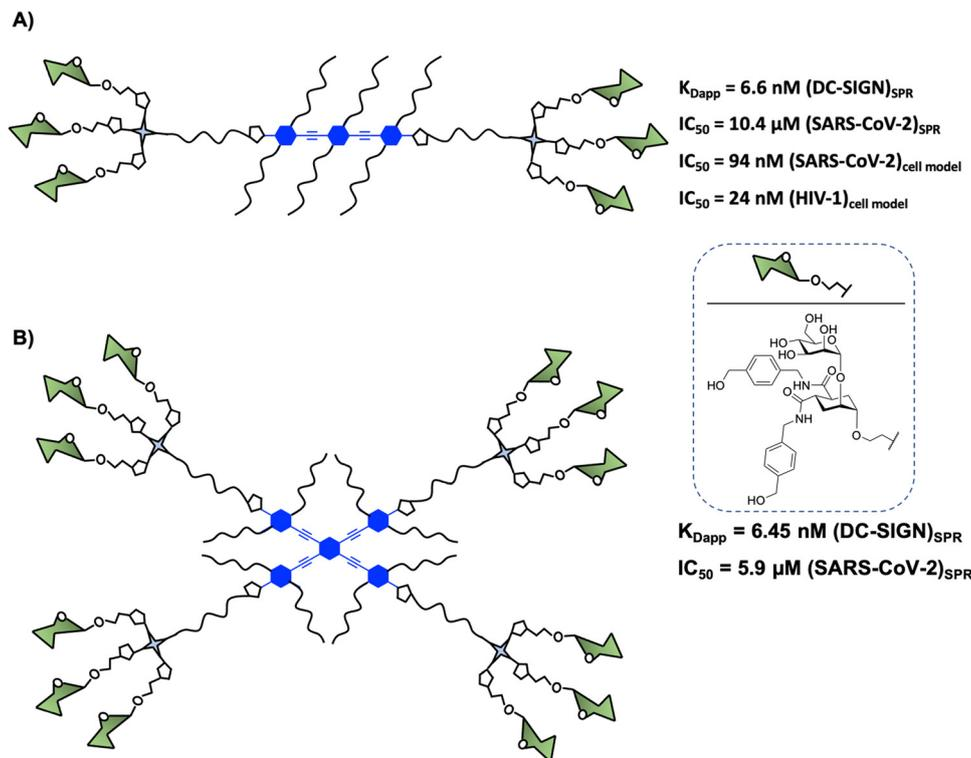 A)
K_Dapp = 6.6 nM (DC-SIGN)_SPR
IC_50 = 10.4 µM (SARS-CoV-2)_SPR
IC_50 = 94 nM (SARS-CoV-2)_cell model
IC_50 = 24 nM (HIV-1)_cell model
B)
OH
HO
OH
O
HO
O
HN
O
HO
O
NH
O
HO
K_Dapp = 6.45 nM (DC-SIGN)_SPR
IC_50 = 5.9 µM (SARS-CoV-2)_SPR